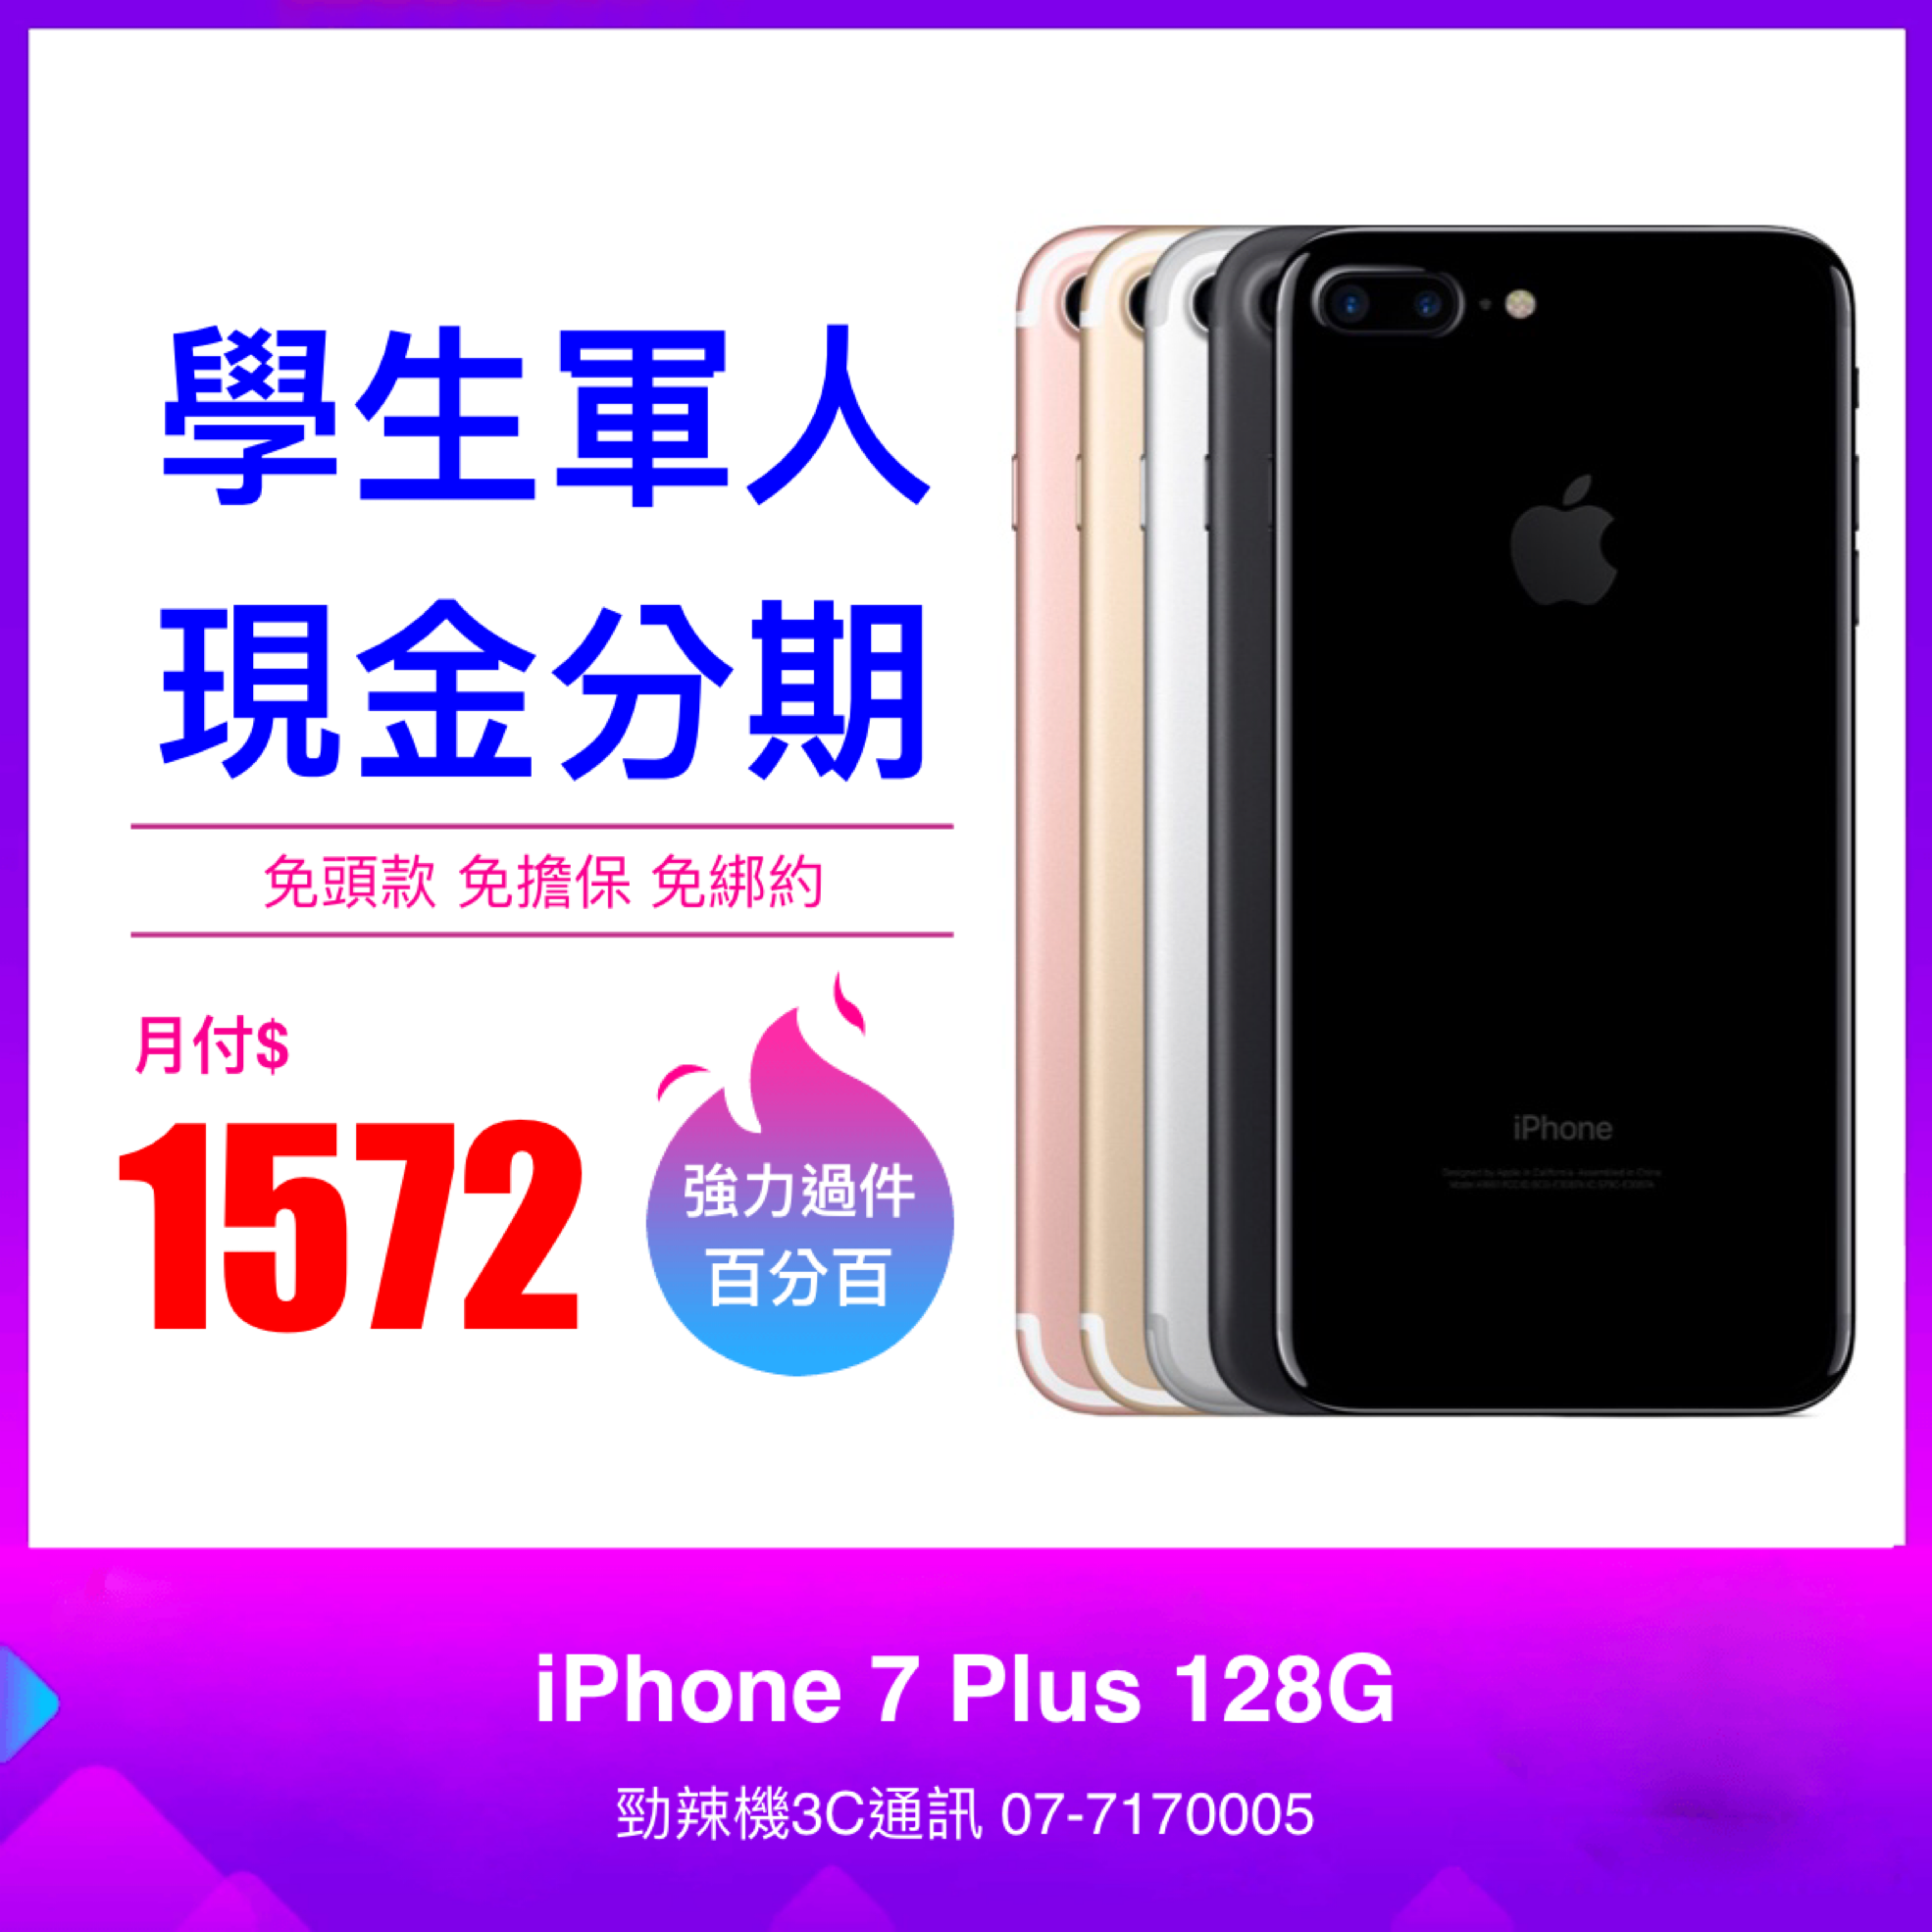 學生軍人
現金分期
免頭款 免擔保 免綁約
月付$
1572
強力過件
百分百
iPhone
iPhone 7 Plus 128G
勁辣機3C通訊 07-7170005